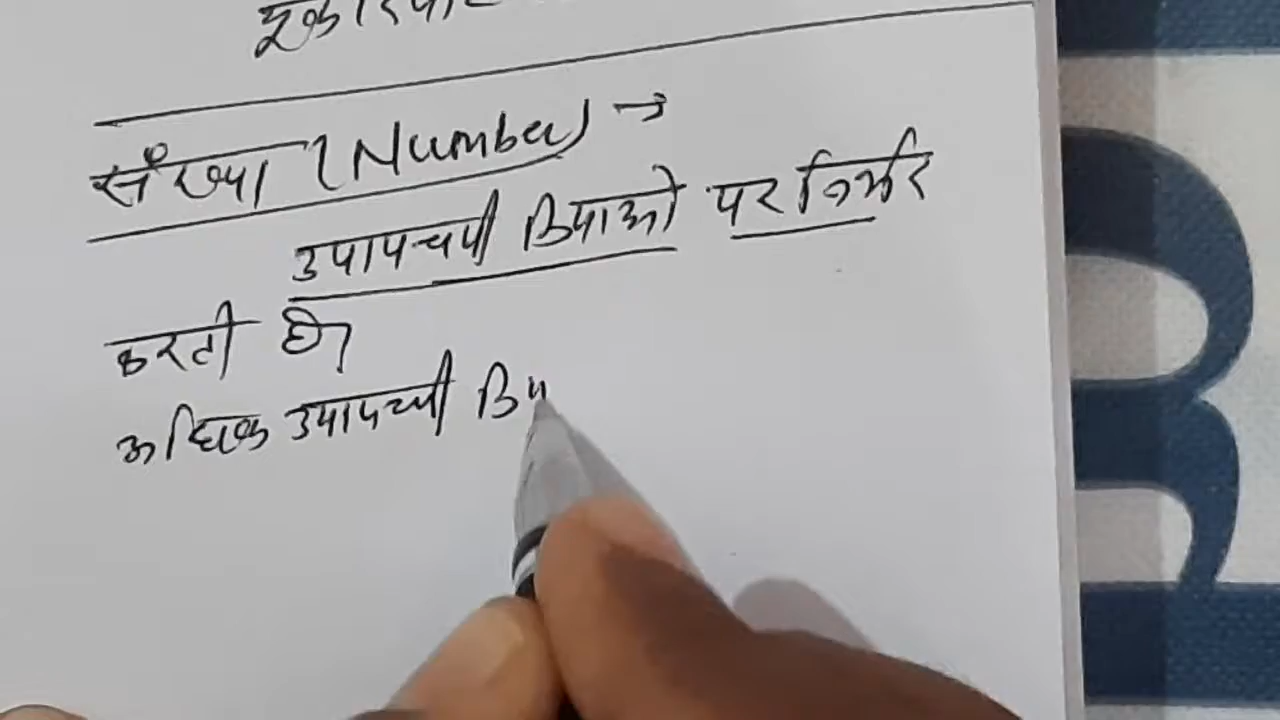 संख्या (Number) →
उपापचयी क्रियाओ पर निर्भर
करती है।
अधिक उपापचयी क्रि